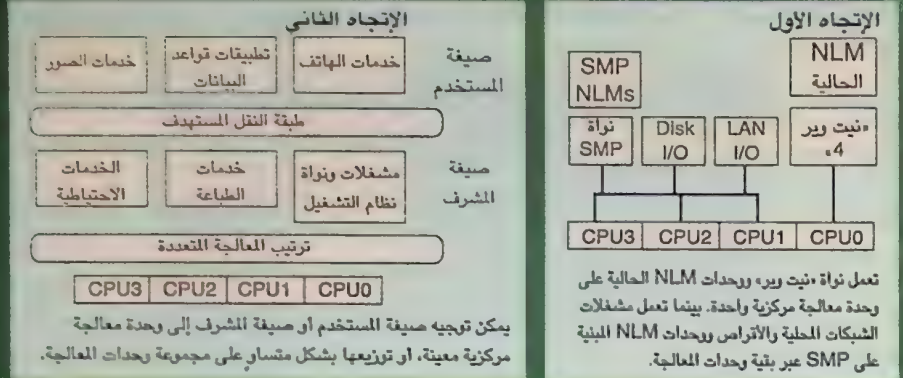 الإتجاه الأول
NLM
الحالية
SMP
NLMs
«نيت وير
4»
LAN
I/O
Disk
I/O
نواة
SMP
CPU3 CPU2 CPU1 CPU0
تعمل نواة «نيت وير» ووحدات NLM الحالية على
وحدة معالجة مركزية واحدة. بينما تعمل مشغلات
الشبكات المحلية والأقراص ووحدات NLM المبنية
على SMP عبر بقية وحدات المعالجة.
الإتجاه الثاني
صيغة
المستخدم
خدمات الهاتف
تطبيقات قواعد
البيانات
خدمات الصور
طبقة النقل المستهدف
صيغة
المشرف
مشغلات ونواة
نظام التشغيل
خدمات
الطباعة
الخدمات
الاحتياطية
ترتيب المعالجة المتعددة
CPU3 CPU2 CPU1 CPU0
يمكن توجيه صيغة المستخدم أو صيغة المشرف إلى وحدة معالجة
مركزية معينة، أو توزيعها بشكل متساوٍ على مجموعة وحدات المعالجة.